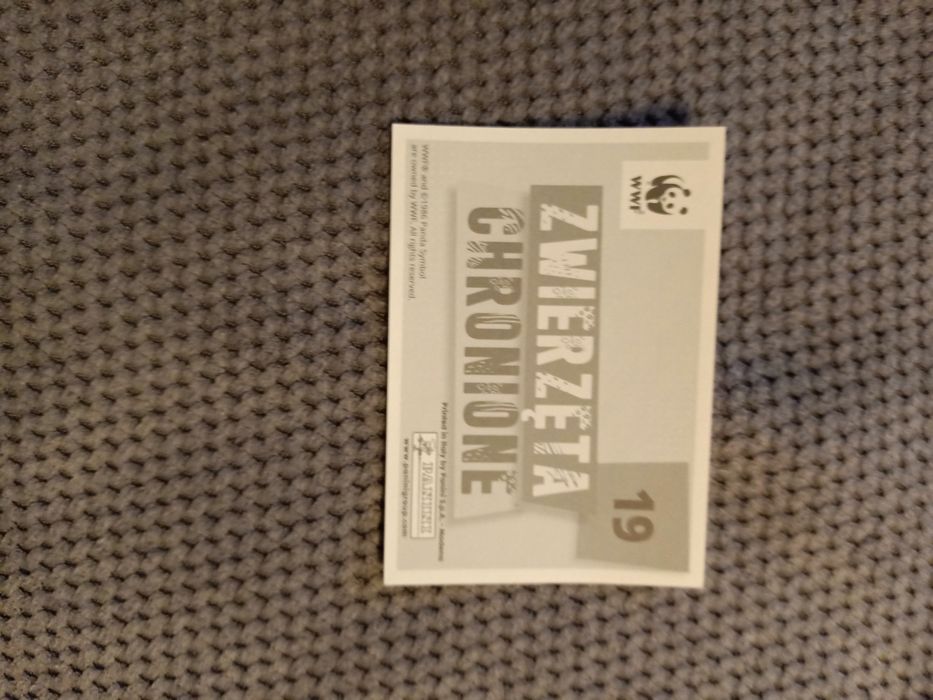 WWF®
19
ZWIERZĘTA
CHRONIONE
WWF® and ©1986 Panda Symbol
are owned by WWF. All rights reserved.
Printed in Italy by Panini S.p.A. - Modena
PANINI
www.paninigroup.com